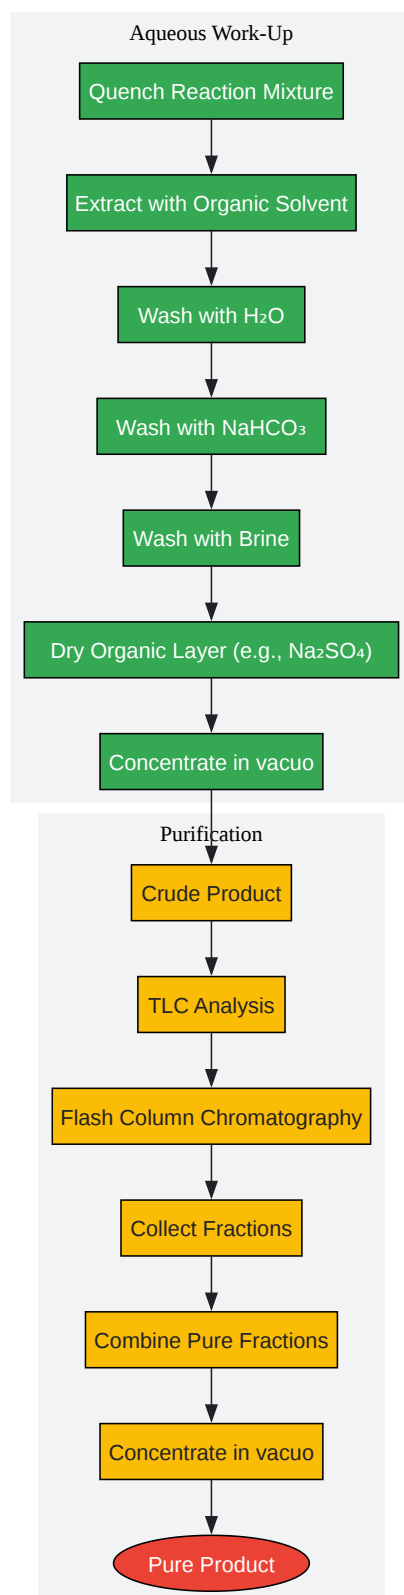 Aqueous Work-Up
Quench Reaction Mixture
Extract with Organic Solvent
Wash with H₂O
Wash with NaHCO₃
Wash with Brine
Dry Organic Layer (e.g., Na₂SO₄)
Concentrate in vacuo
Purification
Crude Product
TLC Analysis
Flash Column Chromatography
Collect Fractions
Combine Pure Fractions
Concentrate in vacuo
Pure Product